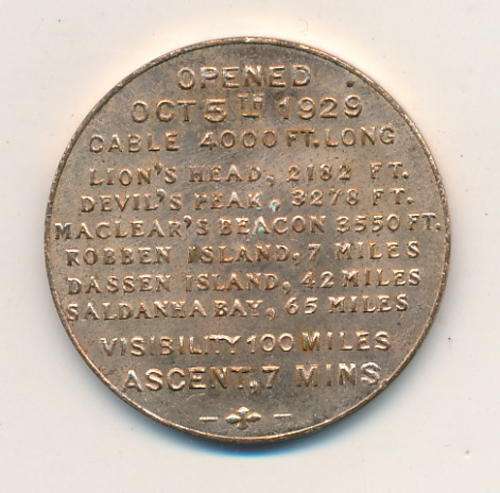 OPENED
OCT 5TH 1929
CABLE 4000 FT. LONG
LION'S HEAD, 2182 FT.
DEVIL'S PEAK, 3278 FT.
MACLEAR'S BEACON 3550 FT.
ROBBEN ISLAND, 7 MILES
DASSEN ISLAND, 42 MILES
SALDANHA BAY, 65 MILES
VISIBILITY 100 MILES
ASCENT, 7 MINS